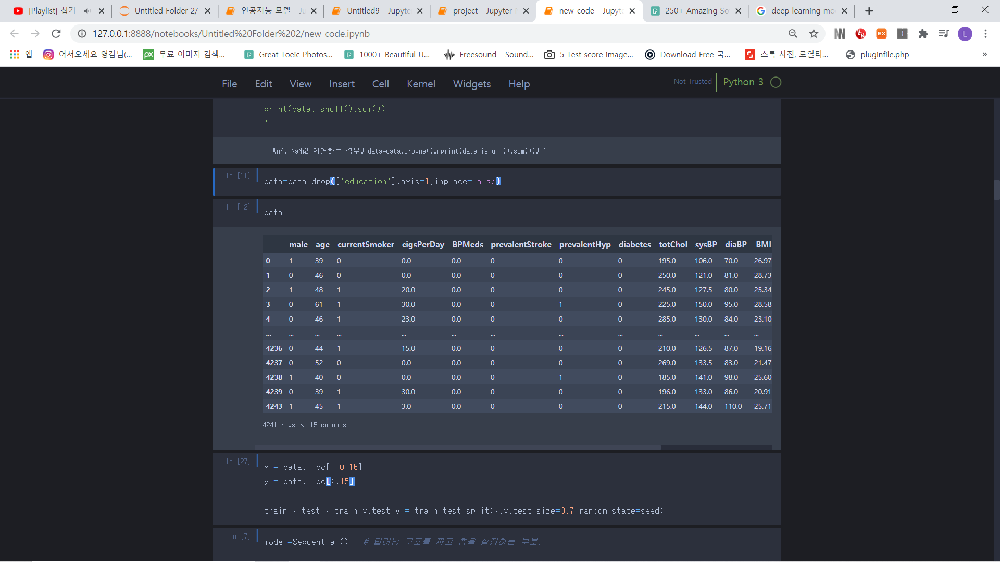 [Playlist] 칩거
Untitled Folder 2/
인공지능 모델 - Ju
Untitled9 - Jupyte
project - Jupyter N
new-code - Jupyte
250+ Amazing So
deep learning mo
127.0.0.1:8888/notebooks/Untitled%20Folder%202/new-code.ipynb
EX
L
앱
어서오세요 영감님(...
px 무료 이미지 검색...
Great Toeic Photos...
1000+ Beautiful U...
Freesound - Sound...
5 Test score image...
Download Free 국...
스톡 사진, 로열티...
pluginfile.php
»
File Edit View Insert Cell Kernel Widgets Help
Not Trusted
Python 3
print(data.isnull().sum())
'''
'₩n4. NaN값 제거하는 경우₩ndata=data.dropna()₩nprint(data.isnull().sum())₩n'
In [11]:
data=data.drop(['education'],axis=1,inplace=False)
In [12]:
data
male age currentSmoker cigsPerDay BPMeds prevalentStroke prevalentHyp diabetes totChol sysBP diaBP BMI
0 1 39 0 0.0 0.0 0 0 0 195.0 106.0 70.0 26.97
1 0 46 0 0.0 0.0 0 0 0 250.0 121.0 81.0 28.73
2 1 48 1 20.0 0.0 0 0 0 245.0 127.5 80.0 25.34
3 0 61 1 30.0 0.0 0 1 0 225.0 150.0 95.0 28.58
4 0 46 1 23.0 0.0 0 0 0 285.0 130.0 84.0 23.10
... ... ... ... ... ... ... ... ... ... ... ... ...
4236 0 44 1 15.0 0.0 0 0 0 210.0 126.5 87.0 19.16
4237 0 52 0 0.0 0.0 0 0 0 269.0 133.5 83.0 21.47
4238 1 40 0 0.0 0.0 0 1 0 185.0 141.0 98.0 25.60
4239 0 39 1 30.0 0.0 0 0 0 196.0 133.0 86.0 20.91
4243 1 45 1 3.0 0.0 0 0 0 215.0 144.0 110.0 25.71
4241 rows × 15 columns
In [27]:
x = data.iloc[:,0:16]
y = data.iloc[:,15]
train_x,test_x,train_y,test_y = train_test_split(x,y,test_size=0.7,random_state=seed)
In [7]:
model=Sequential() # 딥러닝 구조를 짜고 층을 설정하는 부분.